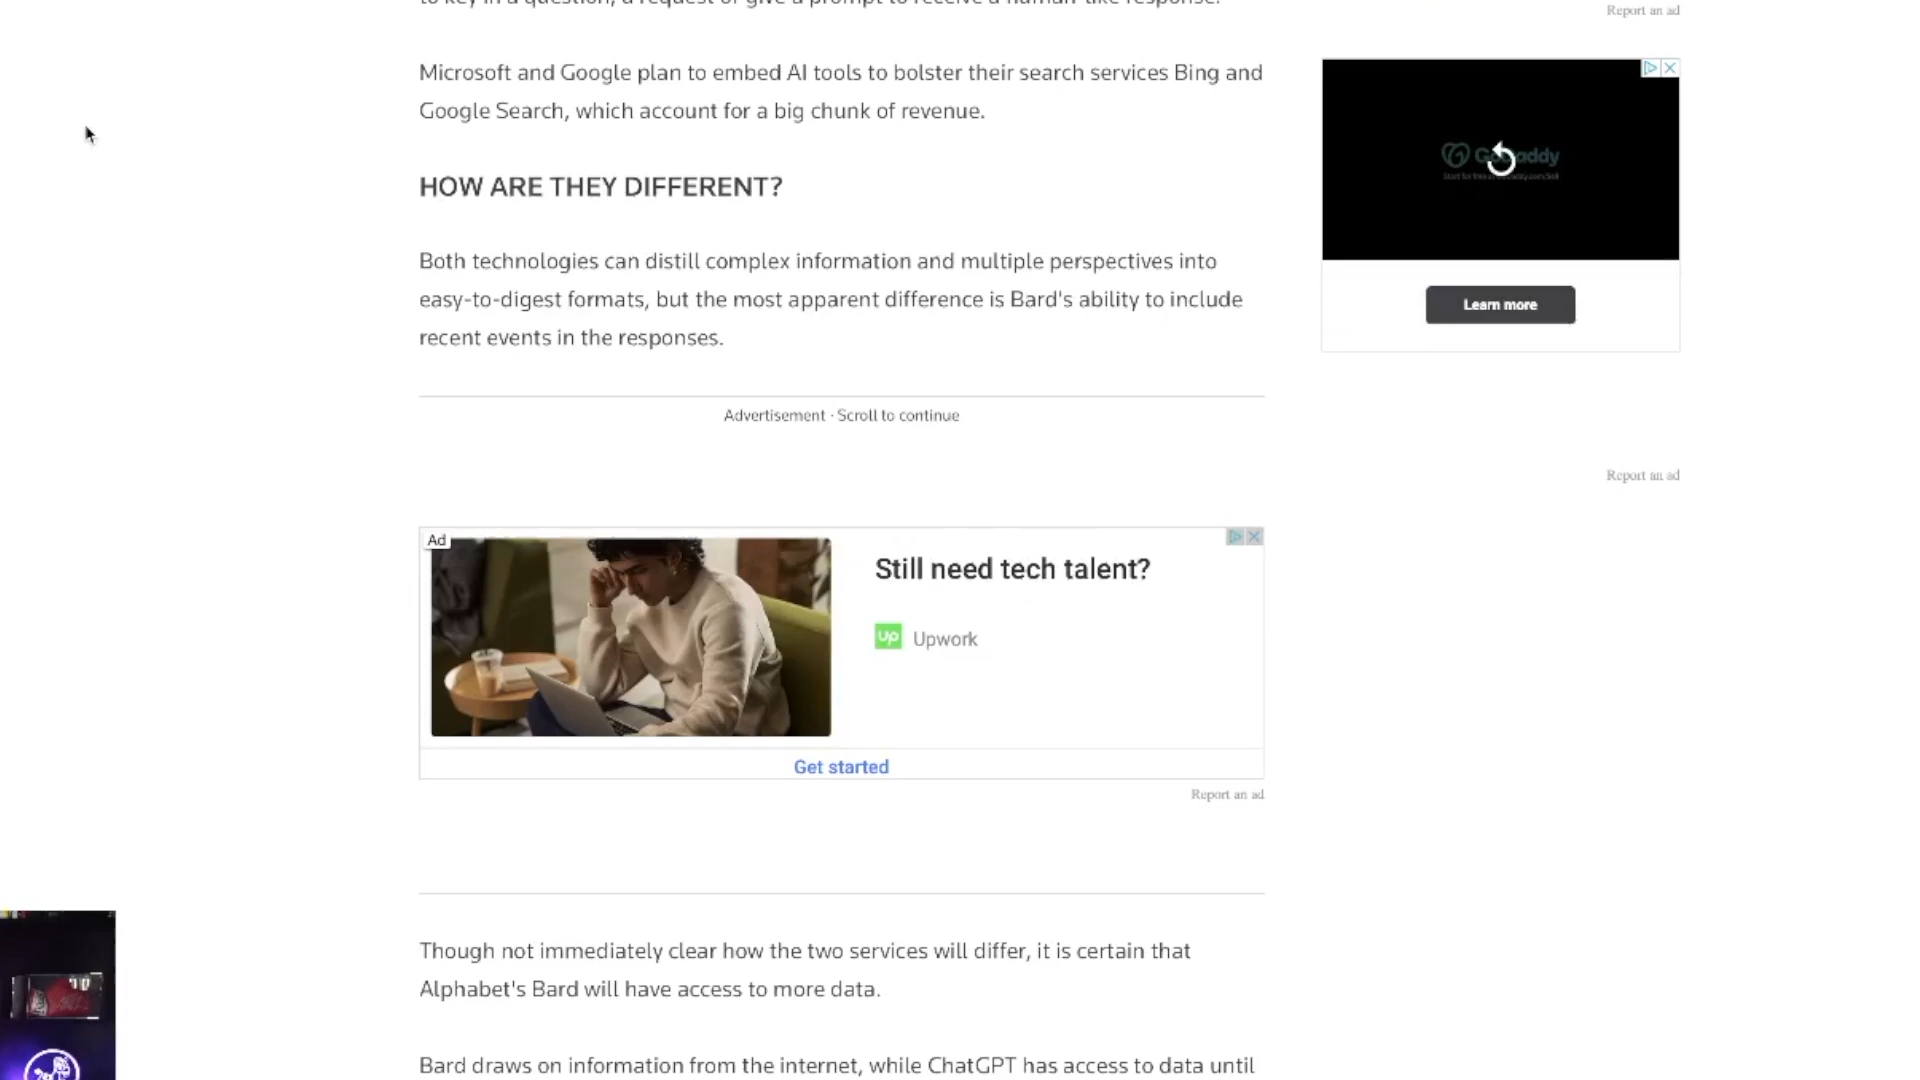 to key in a question, a request or give a prompt to receive a human-like response.
Report an ad
Microsoft and Google plan to embed AI tools to bolster their search services Bing and
Google Search, which account for a big chunk of revenue.
GoDaddy
HOW ARE THEY DIFFERENT?
Both technologies can distill complex information and multiple perspectives into
easy-to-digest formats, but the most apparent difference is Bard's ability to include
recent events in the responses.
Learn more
Advertisement · Scroll to continue
Report an ad
Ad
Still need tech talent?
up Upwork
Get started
Report an ad
Though not immediately clear how the two services will differ, it is certain that
Alphabet's Bard will have access to more data.
Bard draws on information from the internet, while ChatGPT has access to data until